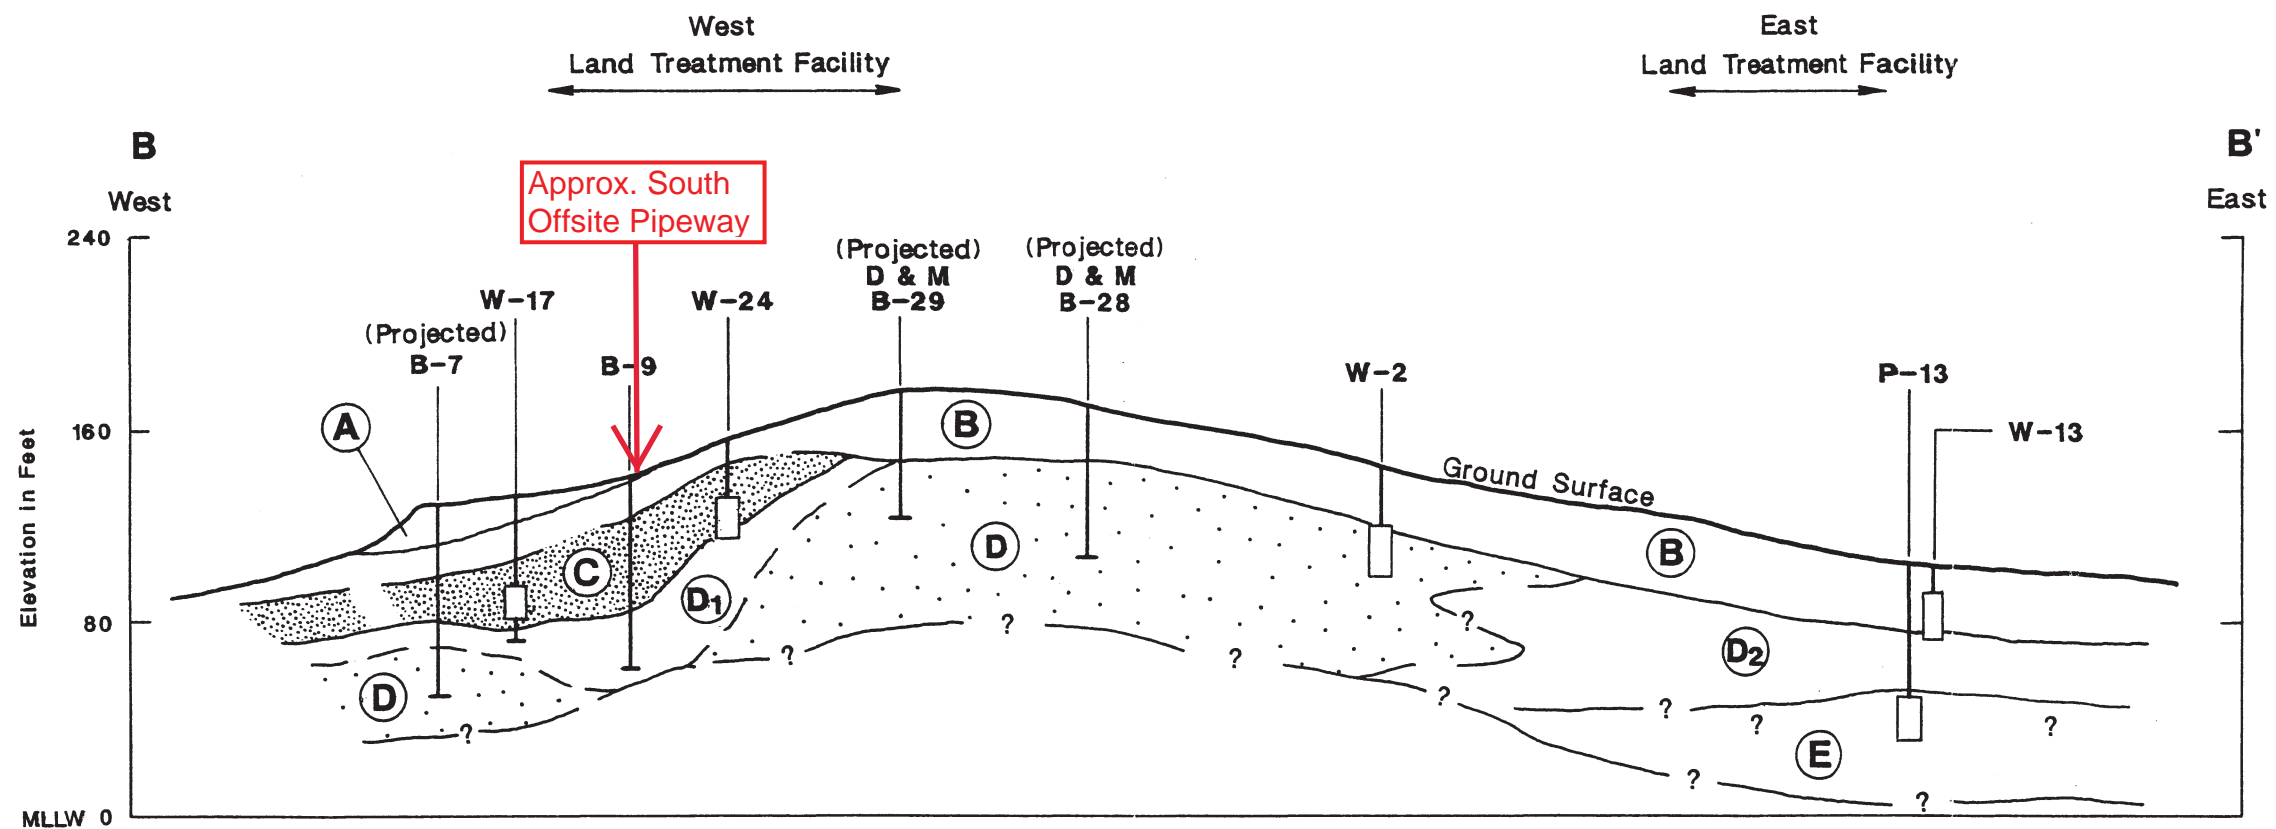 West
Land Treatment Facility
East
Land Treatment Facility
B
B'
West
East
Approx. South
Offsite Pipeway
240
160
80
MLLW 0
Elevation in Feet
(Projected)
B-7
W-17
B-9
W-24
(Projected)
D & M
B-29
(Projected)
D & M
B-28
W-2
P-13
W-13
Ground Surface
A
B
B
C
D
D1
D
D2
E
?
?
?
?
?
?
?
?
?
?
?